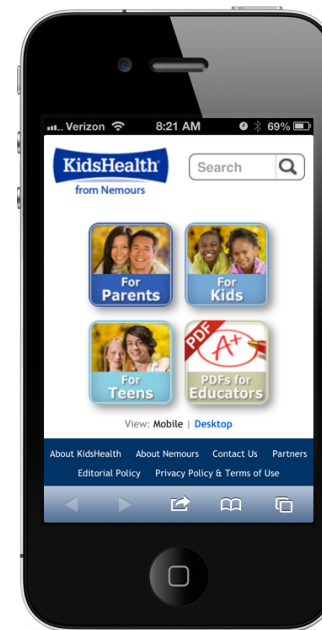 Verizon 8:21 AM 69%
KidsHealth®
from Nemours
Search
For
Parents
For
Kids
For
Teens
PDF
A+
PDFs for
Educators
View: Mobile | Desktop
About KidsHealth About Nemours Contact Us Partners
Editorial Policy Privacy Policy & Terms of Use